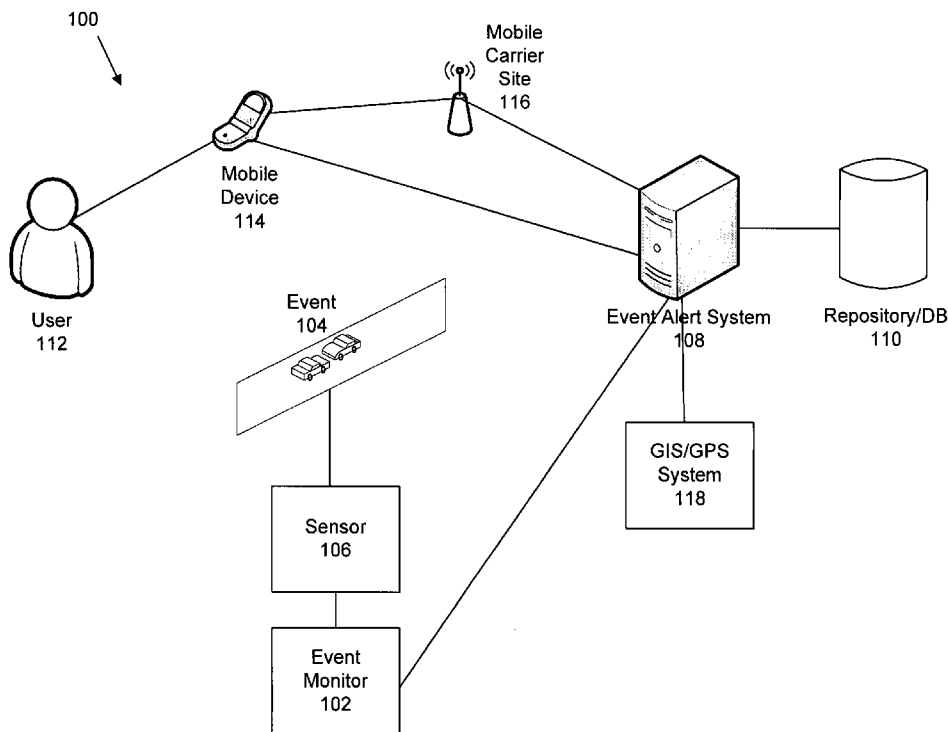 100
Mobile
Carrier
Site
116
Mobile
Device
114
User
112
Event
104
Event Alert System
108
Repository/DB
110
GIS/GPS
System
118
Sensor
106
Event
Monitor
102